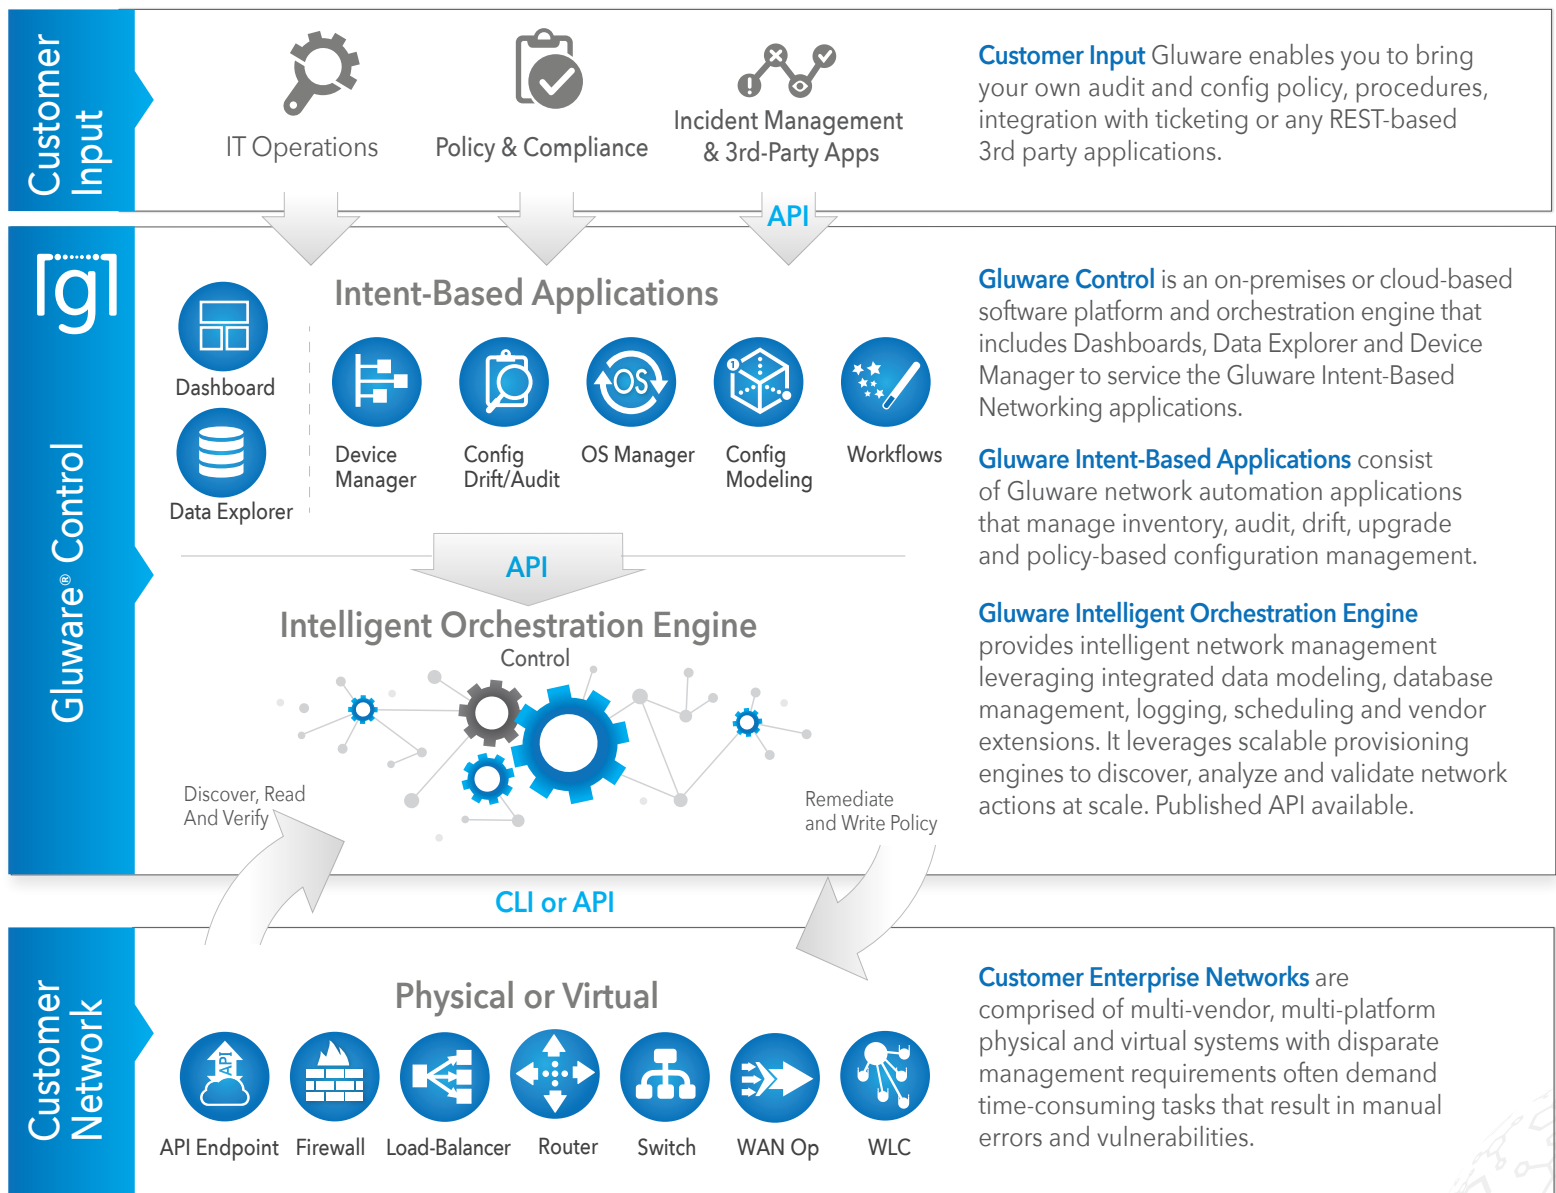 Customer
Input
IT Operations
Policy & Compliance
Incident Management
& 3rd-Party Apps
API
Customer Input Gluware enables you to bring
your own audit and config policy, procedures,
integration with ticketing or any REST-based
3rd party applications.
[g]
Gluware® Control
Dashboard
Data Explorer
Intent-Based Applications
Device
Manager
Config
Drift/Audit
OS
OS Manager
1
Config
Modeling
Workflows
API
Intelligent Orchestration Engine
Control
Discover, Read
And Verify
Remediate
and Write Policy
Gluware Control is an on-premises or cloud-based
software platform and orchestration engine that
includes Dashboards, Data Explorer and Device
Manager to service the Gluware Intent-Based
Networking applications.
Gluware Intent-Based Applications consist
of Gluware network automation applications
that manage inventory, audit, drift, upgrade
and policy-based configuration management.
Gluware Intelligent Orchestration Engine
provides intelligent network management
leveraging integrated data modeling, database
management, logging, scheduling and vendor
extensions. It leverages scalable provisioning
engines to discover, analyze and validate network
actions at scale. Published API available.
CLI or API
Customer
Network
Physical or Virtual
API
API Endpoint
Firewall
Load-Balancer
Router
Switch
WAN Op
WLC
Customer Enterprise Networks are
comprised of multi-vendor, multi-platform
physical and virtual systems with disparate
management requirements often demand
time-consuming tasks that result in manual
errors and vulnerabilities.